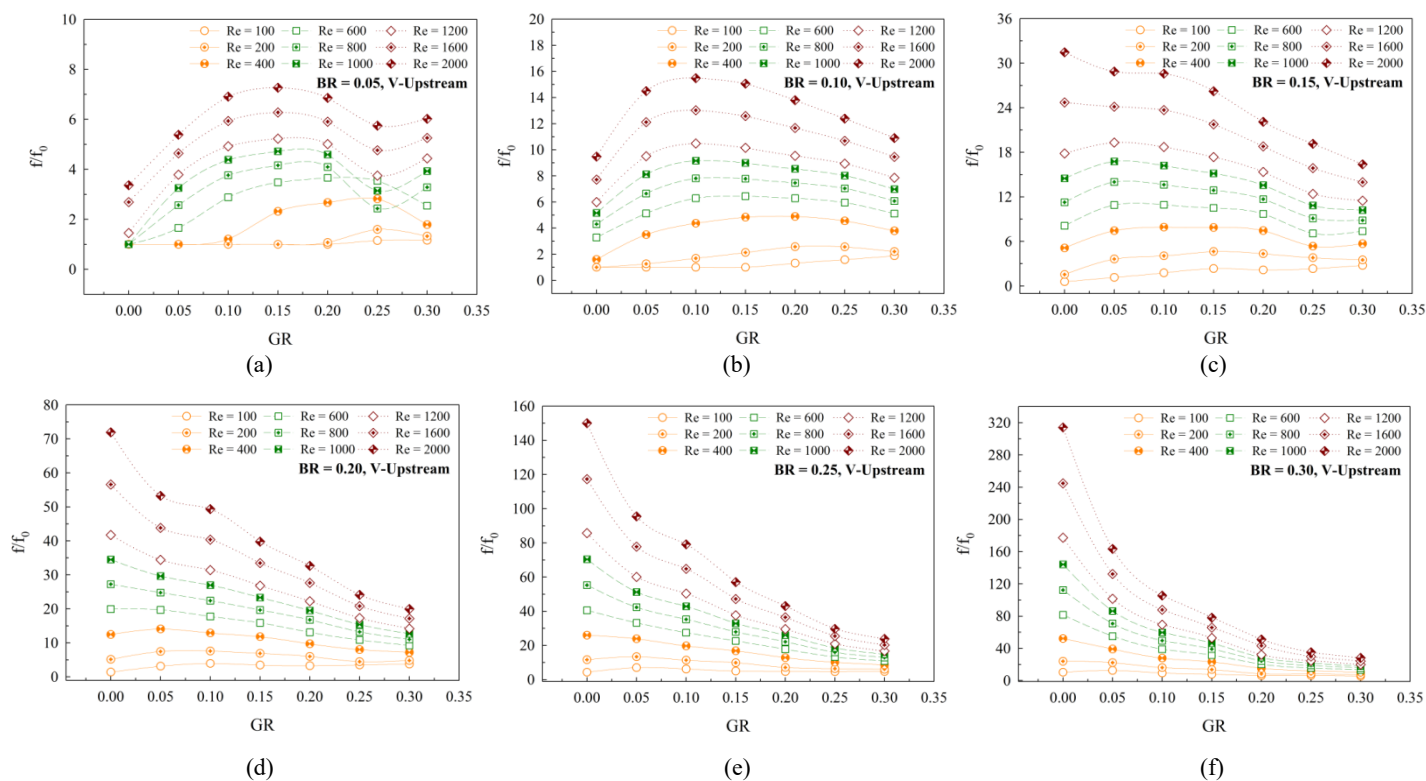 20
36
10
Re = 100 Re = 600 Re = 1200
Re = 200 Re = 800 Re = 1600
Re = 400 Re = 1000 Re = 2000
BR = 0.05, V-Upstream
8
6
4
2
0
f/f₀
0.00 0.05 0.10 0.15 0.20 0.25 0.30 0.35
GR
(a)
Re = 100 Re = 600 Re = 1200
Re = 200 Re = 800 Re = 1600
Re = 400 Re = 1000 Re = 2000
BR = 0.10, V-Upstream
18
16
14
12
10
8
6
4
2
0
f/f₀
0.00 0.05 0.10 0.15 0.20 0.25 0.30 0.35
GR
(b)
Re = 100 Re = 600 Re = 1200
Re = 200 Re = 800 Re = 1600
Re = 400 Re = 1000 Re = 2000
BR = 0.15, V-Upstream
30
24
18
12
6
0
f/f₀
0.00 0.05 0.10 0.15 0.20 0.25 0.30 0.35
GR
(c)
80
Re = 100 Re = 600 Re = 1200
Re = 200 Re = 800 Re = 1600
Re = 400 Re = 1000 Re = 2000
BR = 0.20, V-Upstream
70
60
50
40
30
20
10
0
f/f₀
0.00 0.05 0.10 0.15 0.20 0.25 0.30 0.35
GR
(d)
160
Re = 100 Re = 600 Re = 1200
Re = 200 Re = 800 Re = 1600
Re = 400 Re = 1000 Re = 2000
BR = 0.25, V-Upstream
140
120
100
80
60
40
20
0
f/f₀
0.00 0.05 0.10 0.15 0.20 0.25 0.30 0.35
GR
(e)
320
Re = 100 Re = 600 Re = 1200
Re = 200 Re = 800 Re = 1600
Re = 400 Re = 1000 Re = 2000
BR = 0.30, V-Upstream
280
240
200
160
120
80
40
0
f/f₀
0.00 0.05 0.10 0.15 0.20 0.25 0.30 0.35
GR
(f)